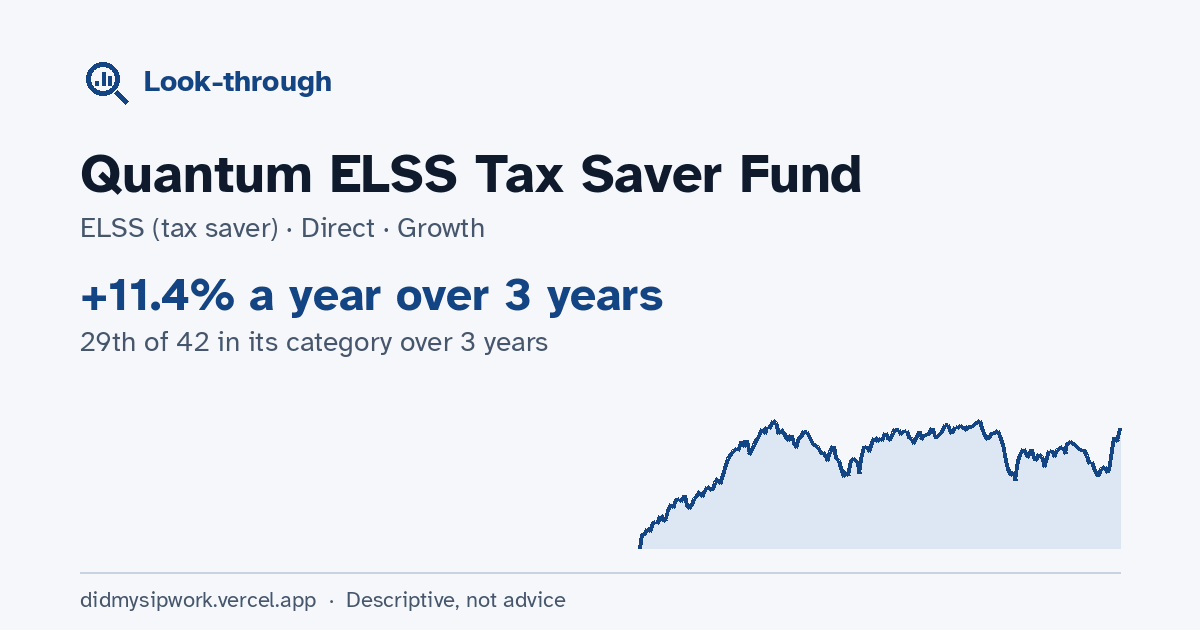 Look-through
Quantum ELSS Tax Saver Fund
ELSS (tax saver) · Direct · Growth
+11.4% a year over 3 years
29th of 42 in its category over 3 years
didmysipwork.vercel.app · Descriptive, not advice